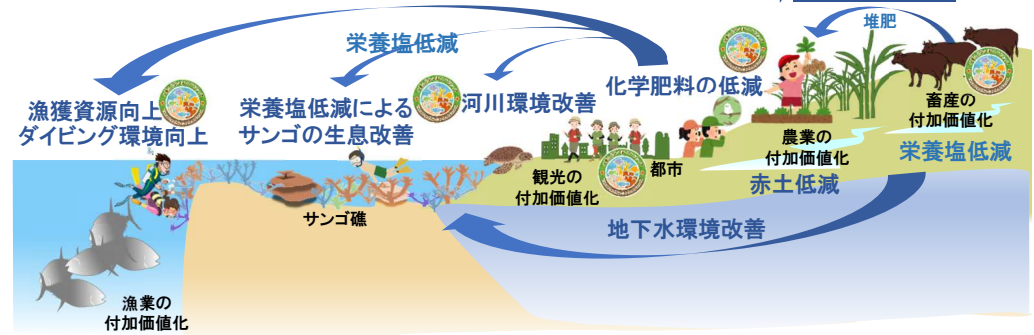 堆肥
栄養塩低減
化学肥料の低減
漁獲資源向上
ダイビング環境向上
栄養塩低減による
サンゴの生息改善
河川環境改善
畜産の
付加価値化
農業の
付加価値化
栄養塩低減
赤土低減
都市
観光の
付加価値化
サンゴ礁
地下水環境改善
漁業の
付加価値化